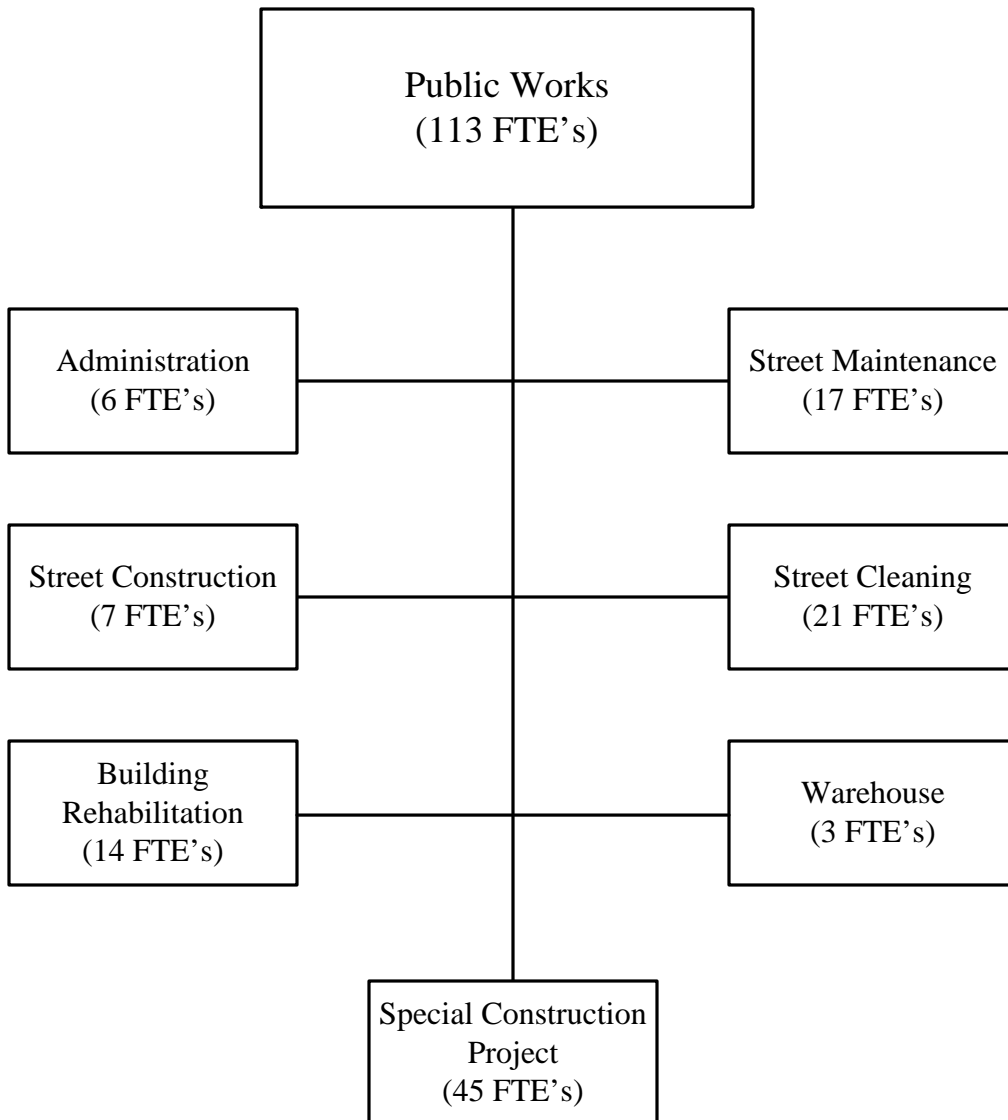 Public Works
(113 FTE’s)
Administration
(6 FTE’s)
Street Maintenance
(17 FTE’s)
Street Construction
(7 FTE’s)
Street Cleaning
(21 FTE’s)
Building
Rehabilitation
(14 FTE’s)
Warehouse
(3 FTE’s)
Special Construction
Project
(45 FTE’s)